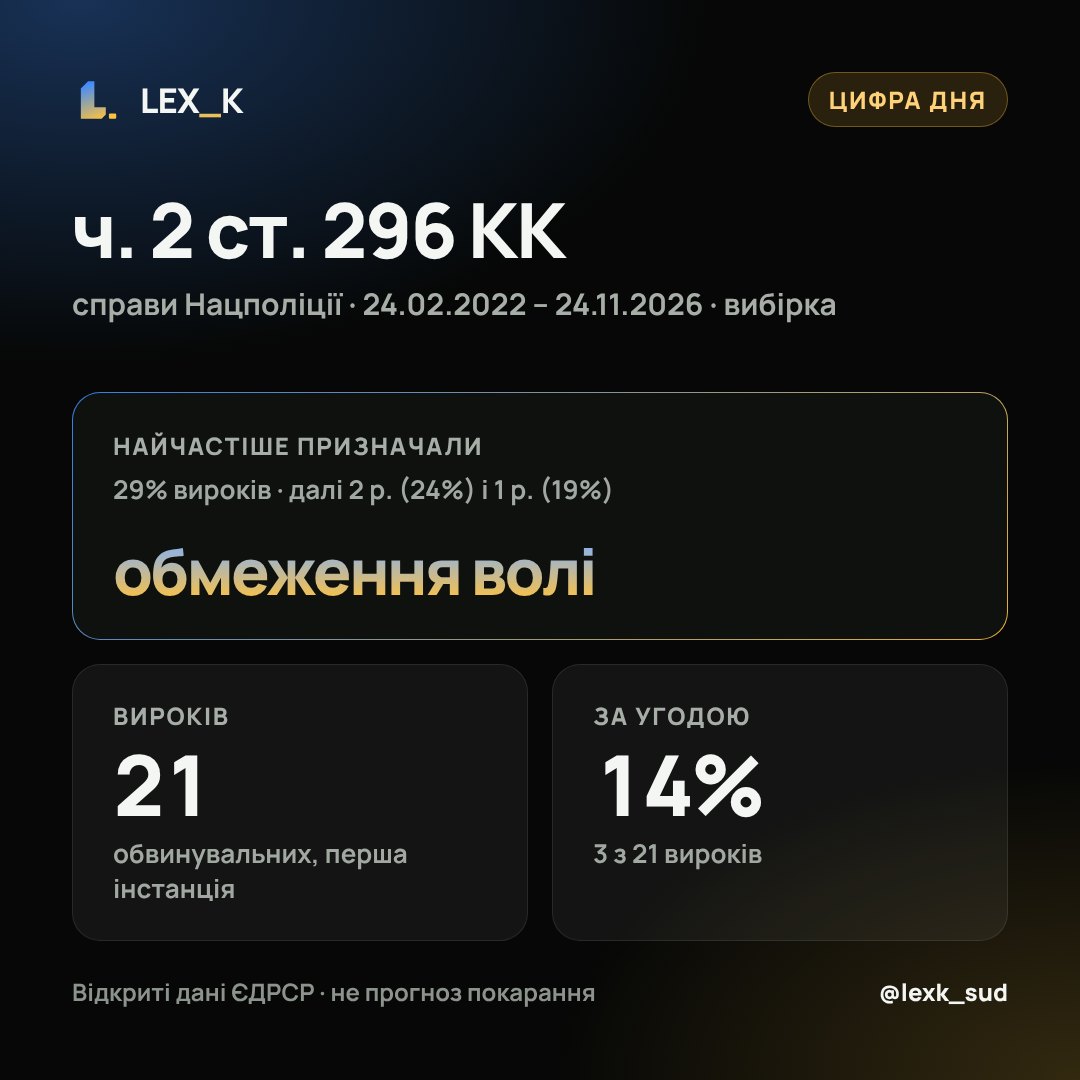 LEX_K
ЦИФРА ДНЯ
ч. 2 ст. 296 КК
справи Нацполіції · 24.02.2022 – 24.11.2026 · вибірка
НАЙЧАСТІШЕ ПРИЗНАЧАЛИ
29% вироків · далі 2 р. (24%) і 1 р. (19%)
обмеження волі
ВИРОКІВ
21
обвинувальних, перша
інстанція
ЗА УГОДОЮ
14%
3 з 21 вироків
Відкриті дані ЄДРСР · не прогноз покарання
@lexk_sud